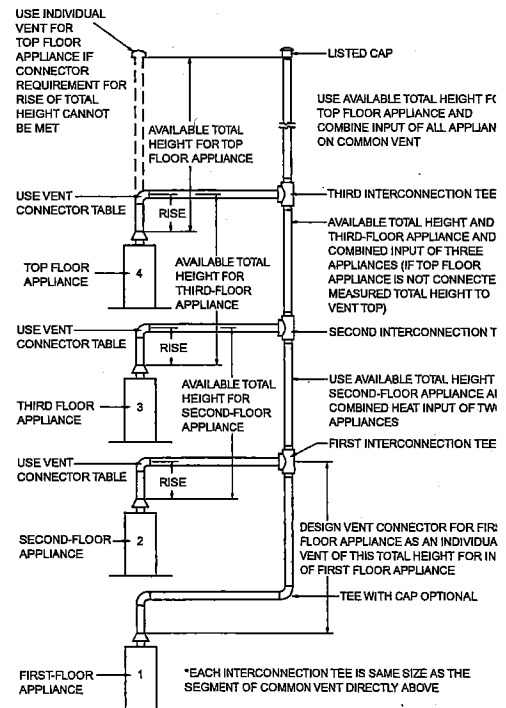 USE INDIVIDUAL
VENT FOR
TOP FLOOR
APPLIANCE IF
CONNECTOR
REQUIREMENT FOR
RISE OF TOTAL
HEIGHT CANNOT
BE MET
LISTED CAP
USE AVAILABLE TOTAL HEIGHT FO
TOP FLOOR APPLIANCE AND
COMBINE INPUT OF ALL APPLIAN
ON COMMON VENT
AVAILABLE TOTAL
HEIGHT FOR TOP
FLOOR APPLIANCE
USE VENT
CONNECTOR TABLE
RISE
THIRD INTERCONNECTION TEE
AVAILABLE TOTAL HEIGHT AND
THIRD-FLOOR APPLIANCE AND
COMBINED INPUT OF THREE
APPLIANCES (IF TOP FLOOR
APPLIANCE IS NOT CONNECTE
MEASURED TOTAL HEIGHT TO
VENT TOP)
TOP FLOOR
APPLIANCE
4
AVAILABLE TOTAL
HEIGHT FOR
THIRD-FLOOR
APPLIANCE
USE VENT
CONNECTOR TABLE
RISE
SECOND INTERCONNECTION T
THIRD FLOOR
APPLIANCE
3
AVAILABLE TOTAL
HEIGHT FOR
SECOND-FLOOR
APPLIANCE
USE AVAILABLE TOTAL HEIGHT
SECOND-FLOOR APPLIANCE A
COMBINED HEAT INPUT OF TW
APPLIANCES
FIRST INTERCONNECTION TEE
USE VENT
CONNECTOR TABLE
RISE
SECOND-FLOOR
APPLIANCE
2
DESIGN VENT CONNECTOR FOR FIRS
FLOOR APPLIANCE AS AN INDIVIDUA
VENT OF THIS TOTAL HEIGHT FOR IN
OF FIRST FLOOR APPLIANCE
TEE WITH CAP OPTIONAL
FIRST-FLOOR
APPLIANCE
1
*EACH INTERCONNECTION TEE IS SAME SIZE AS THE
SEGMENT OF COMMON VENT DIRECTLY ABOVE